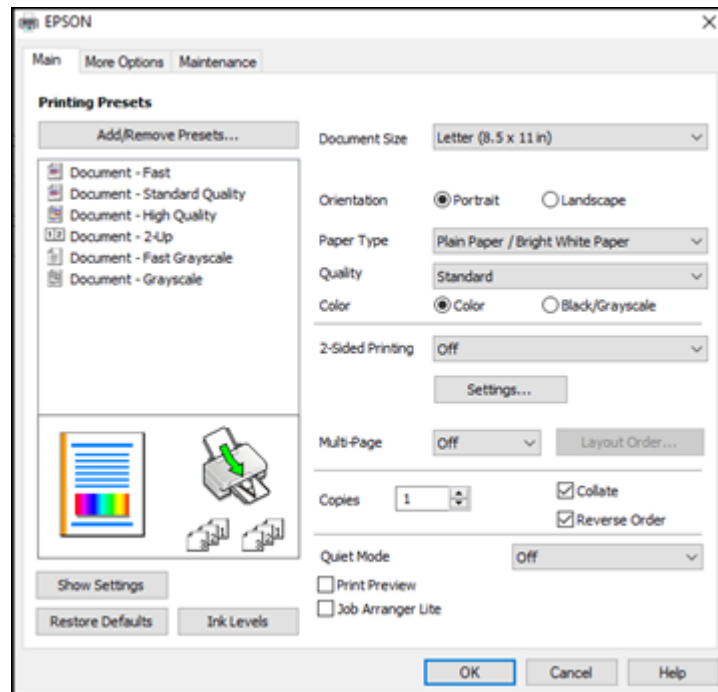 EPSON
Main
More Options
Maintenance
Printing Presets
Add/Remove Presets...
Document - Fast
Document - Standard Quality
Document - High Quality
1 2 Document - 2-Up
Document - Fast Grayscale
Document - Grayscale
Show Settings
Restore Defaults
Ink Levels
Document Size
Letter (8.5 x 11 in)
Orientation
Portrait
Landscape
Paper Type
Plain Paper / Bright White Paper
Quality
Standard
Color
Color
Black/Grayscale
2-Sided Printing
Off
Settings...
Multi-Page
Off
Layout Order...
Copies
1
Collate
Reverse Order
Quiet Mode
Off
Print Preview
Job Arranger Lite
OK
Cancel
Help